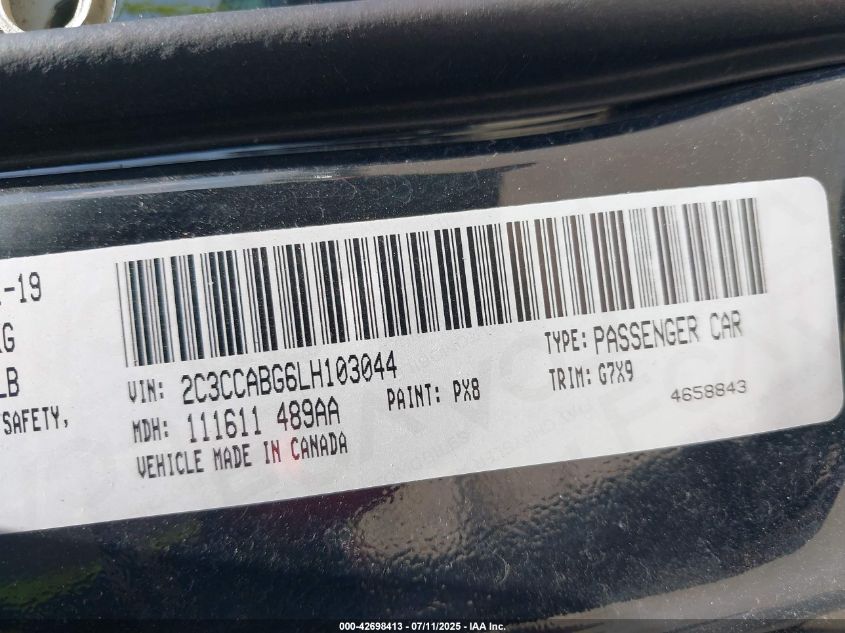 -19
LB
SAFETY,
VIN: 2C3CCABG6LH103044
TYPE: PASSENGER CAR
MDH: 111611 489AA
PAINT: PX8
TRIM: G7X9
VEHICLE MADE IN CANADA
4658843
000-42698413 - 07/11/2025 - IAA Inc.